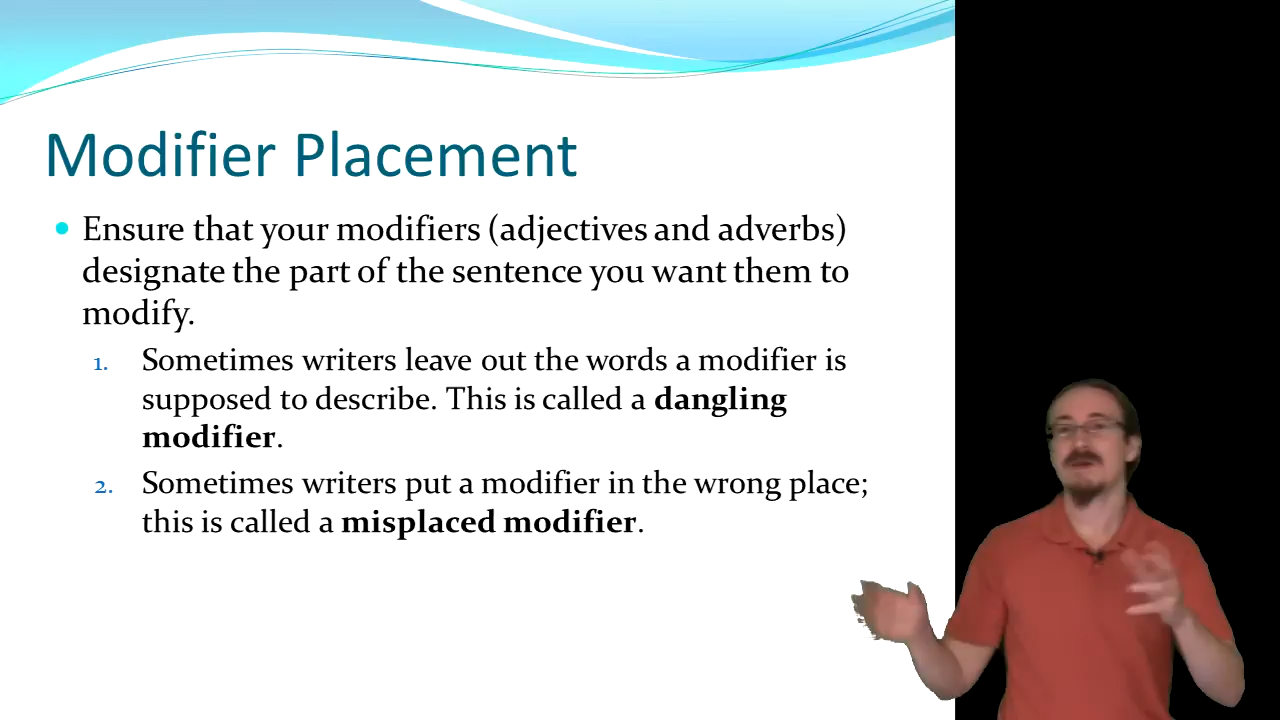 Modifier Placement
• Ensure that your modifiers (adjectives and adverbs)
designate the part of the sentence you want them to
modify.
1. Sometimes writers leave out the words a modifier is
supposed to describe. This is called a dangling
modifier.
2. Sometimes writers put a modifier in the wrong place;
this is called a misplaced modifier.